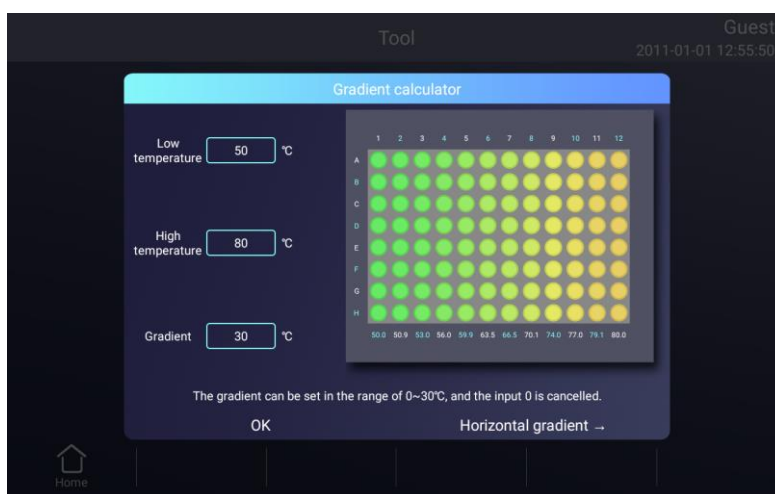 Tool
Guest
2011-01-01 12:55:50
Gradient calculator
Low
temperature 50 ℃
High
temperature 80 ℃
Gradient 30 ℃
1 2 3 4 5 6 7 8 9 10 11 12
A
B
C
D
E
F
G
H
50.0 50.9 53.0 56.0 59.9 63.5 66.5 70.1 74.0 77.0 79.1 80.0
The gradient can be set in the range of 0~30℃, and the input 0 is cancelled.
OK
Horizontal gradient →
Home